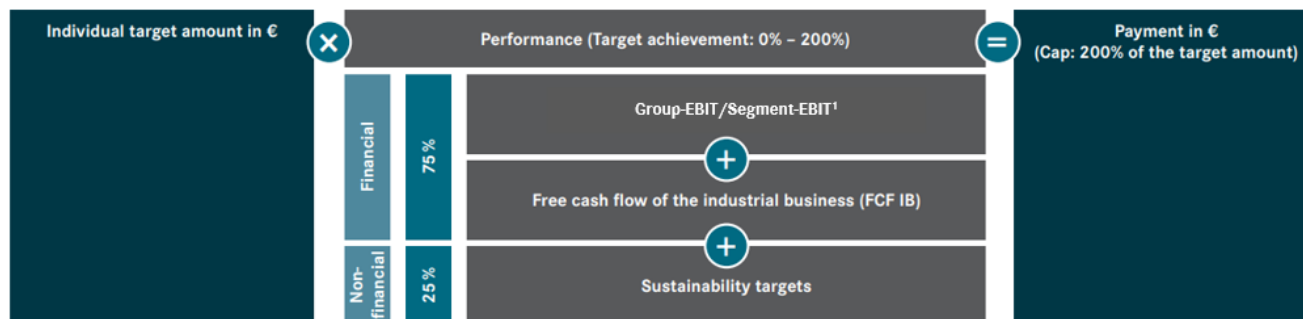 Individual target amount in €
×
Performance (Target achievement: 0% – 200%)
=
Payment in €
(Cap: 200% of the target amount)
Financial
75%
Group-EBIT/Segment-EBIT¹
+
Free cash flow of the industrial business (FCF IB)
+
Non-
financial
25%
Sustainability targets